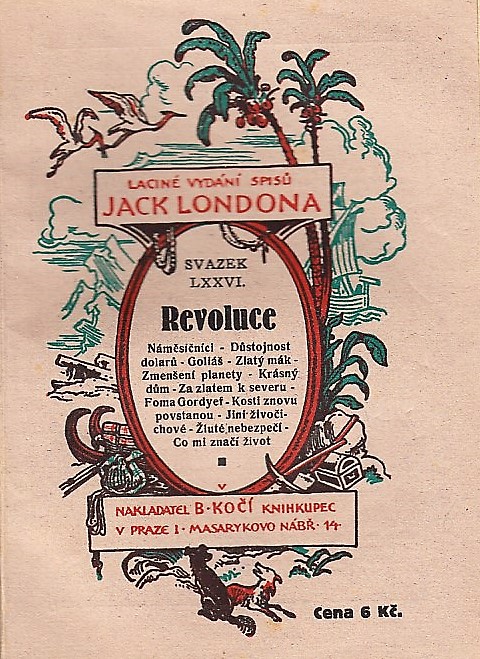 LACINÉ VYDÁNÍ SPISŮ
JACK LONDONA
SVAZEK
LXXVI.
Revoluce
Náměsíčníci - Důstojnost
dolarů - Goliáš - Zlatý mák -
Zmenšení planety - Krásný
dům - Za zlatem k severu -
Foma Gordyef - Kosti znovu
povstanou - Jiní živoči-
chové - Žluté nebezpečí -
Co mi značí život
V
NAKLADATEL B·KOČÍ KNIHKUPEC
V PRAZE I· MASARYKOVO NÁBŘ· 14·
Cena 6 Kč.